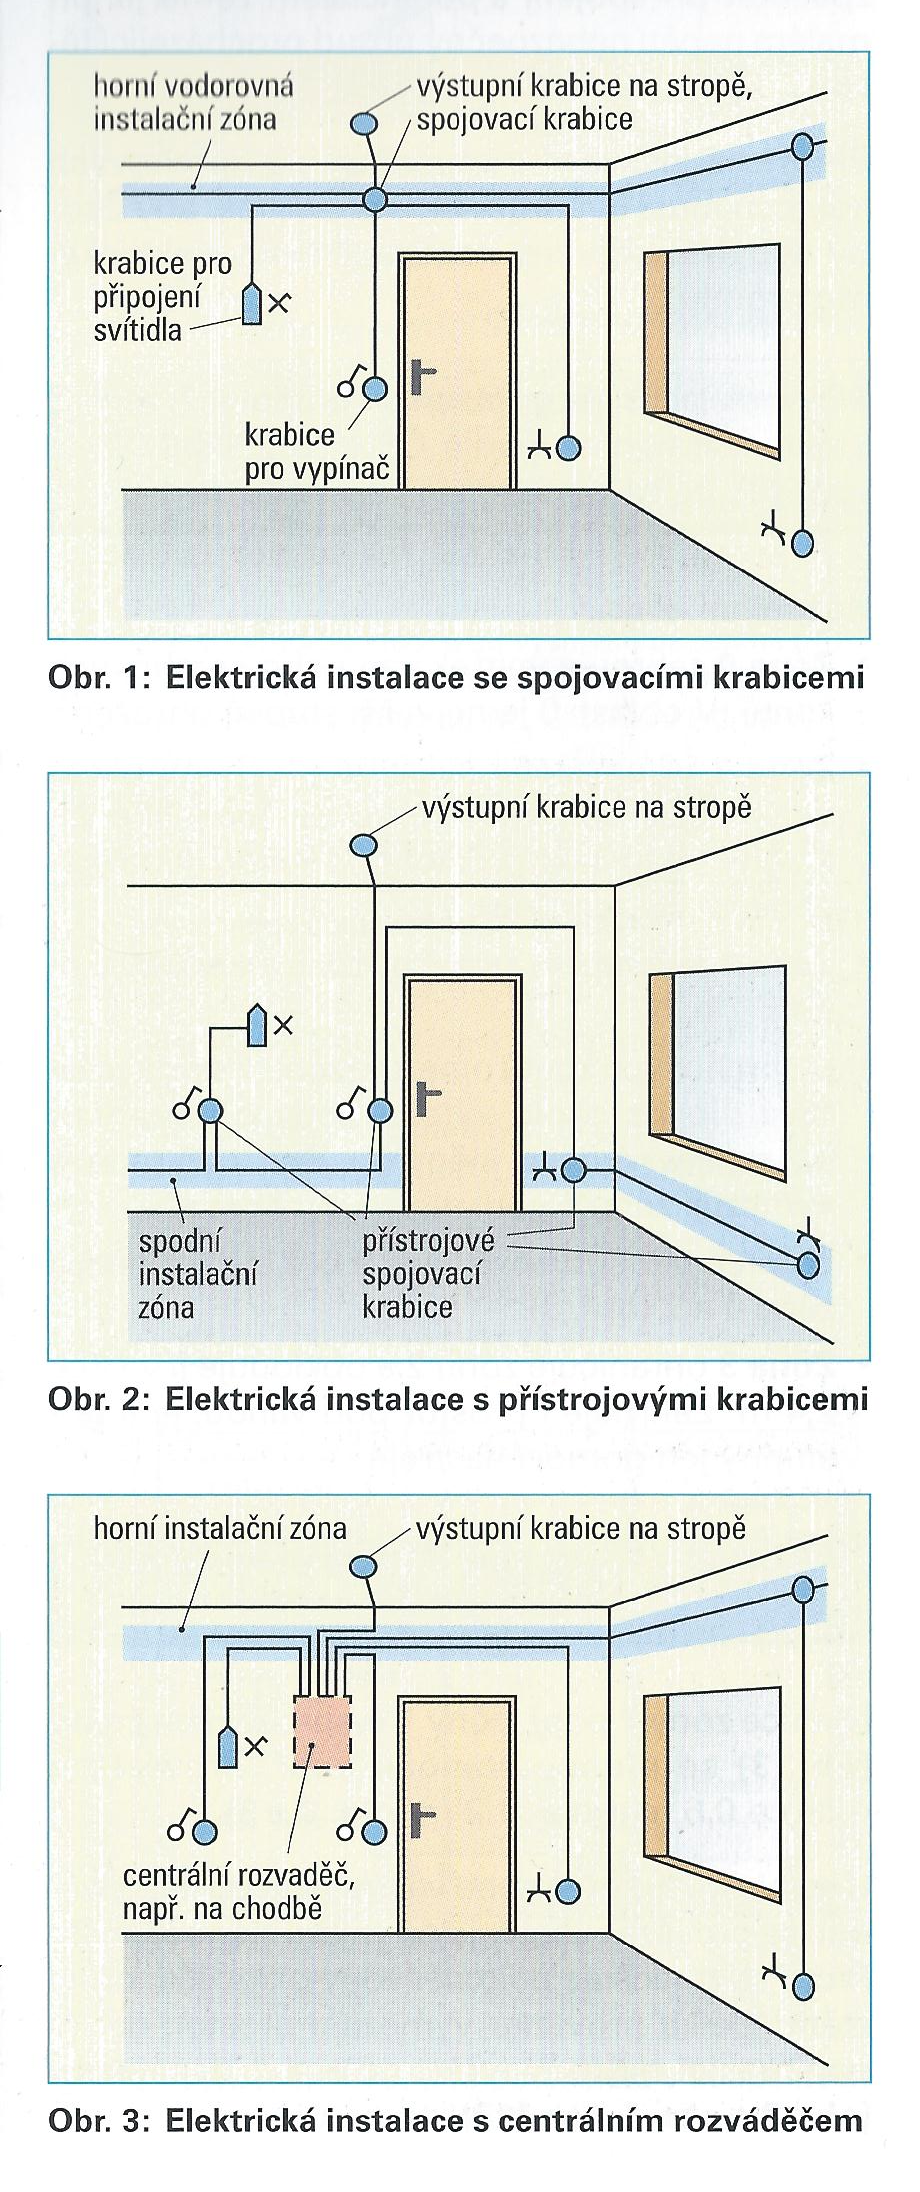 horní vodorovná
instalační zóna
výstupní krabice na stropě,
spojovací krabice
krabice pro
připojení
svítidla
krabice
pro vypínač
Obr. 1: Elektrická instalace se spojovacími krabicemi
výstupní krabice na stropě
spodní
instalační
zóna
přístrojové
spojovací
krabice
Obr. 2: Elektrická instalace s přístrojovými krabicemi
horní instalační zóna
výstupní krabice na stropě
centrální rozvaděč,
např. na chodbě
Obr. 3: Elektrická instalace s centrálním rozváděčem